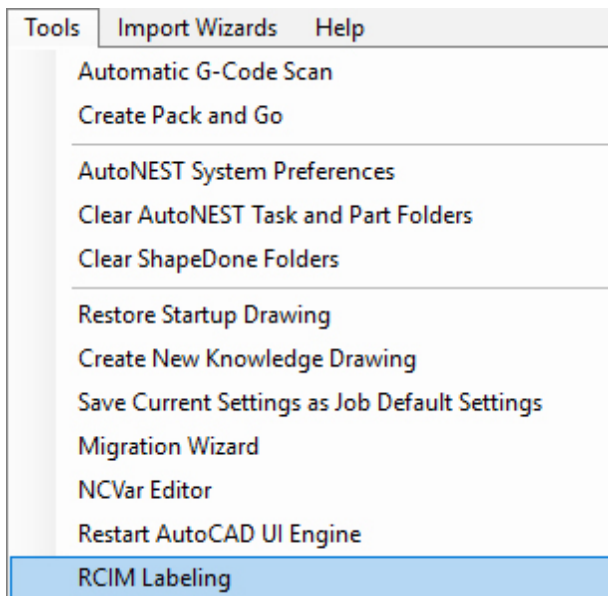 Tools Import Wizards Help
Automatic G-Code Scan
Create Pack and Go
AutoNEST System Preferences
Clear AutoNEST Task and Part Folders
Clear ShapeDone Folders
Restore Startup Drawing
Create New Knowledge Drawing
Save Current Settings as Job Default Settings
Migration Wizard
NCVar Editor
Restart AutoCAD UI Engine
RCIM Labeling